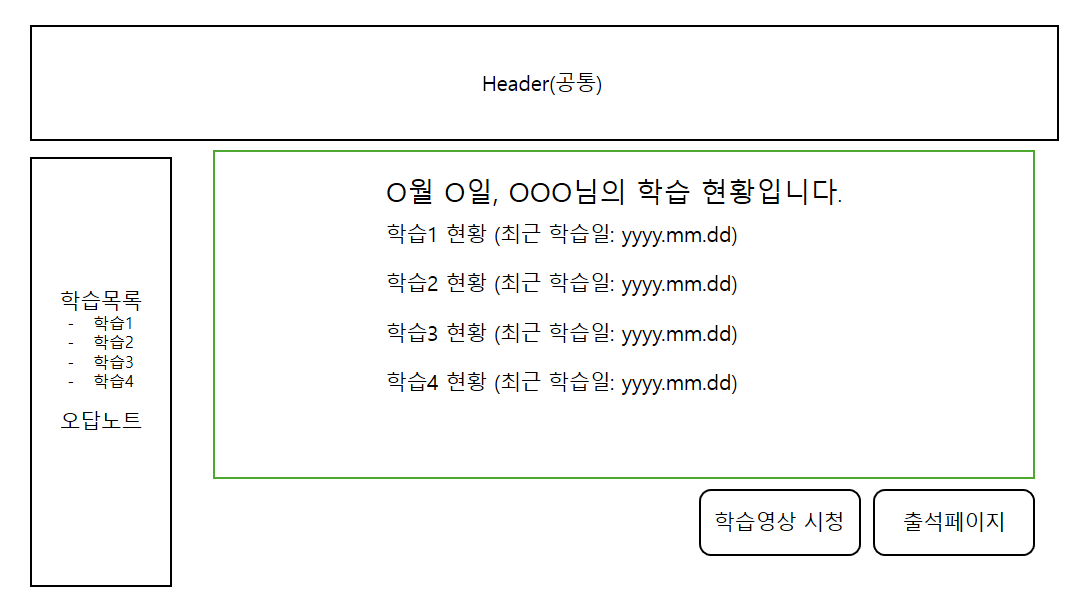 Header(공통)
학습목록
- 학습1
- 학습2
- 학습3
- 학습4
오답노트
O월 O일, OOO님의 학습 현황입니다.
학습1 현황 (최근 학습일: yyyy.mm.dd)
학습2 현황 (최근 학습일: yyyy.mm.dd)
학습3 현황 (최근 학습일: yyyy.mm.dd)
학습4 현황 (최근 학습일: yyyy.mm.dd)
학습영상 시청
출석페이지